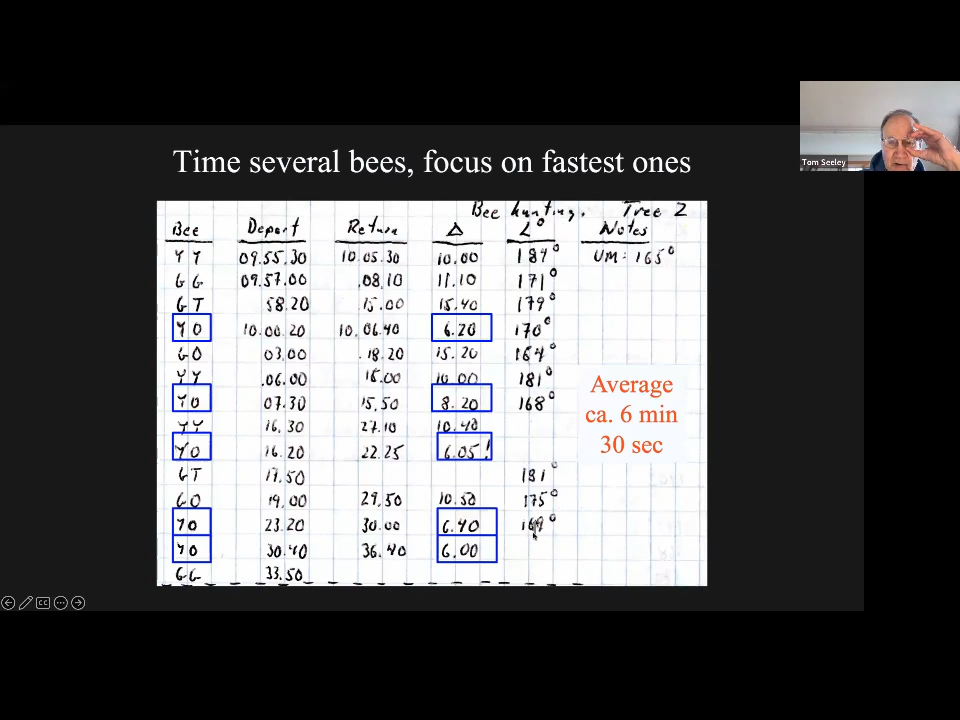 Tom Seeley
Time several bees, focus on fastest ones
Bee hunting. Tree 2
Bee Depart Return Δ L° Notes
YY 09.55.30 10.05.30 10.00 184° UM: 165°
GG 09.57.00 .08.10 11.10 171°
GT 58.20 15.00 15.40 179°
YO 10.00.20 10.06.40 6.20 170°
GO 03.00 .18.20 15.20 164°
YY .06.00 16.00 10.00 181°
YO 07.30 15.50 8.20 168°
YY 16.30 27.10 10.40
YO 16.20 22.25 6.05!
GT 17.50 181°
GO 19.00 29.50 10.50 175°
YO 23.20 30.00 6.40 169°
YO 30.40 36.40 6.00
GG 33.50
Average
ca. 6 min
30 sec
CC